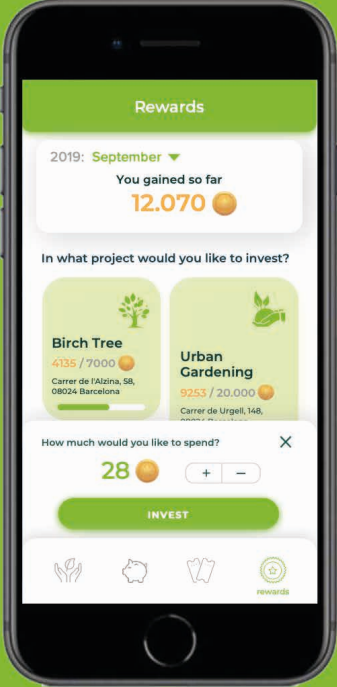 Rewards
2019: September
You gained so far
12.070
In what project would you like to invest?
Birch Tree
4135 / 7000
Carrer de l'Alzina, 58,
08024 Barcelona
Urban
Gardening
9253 / 20.000
Carrer de Urgell, 148,
How much would you like to spend?
28
+ −
INVEST
rewards